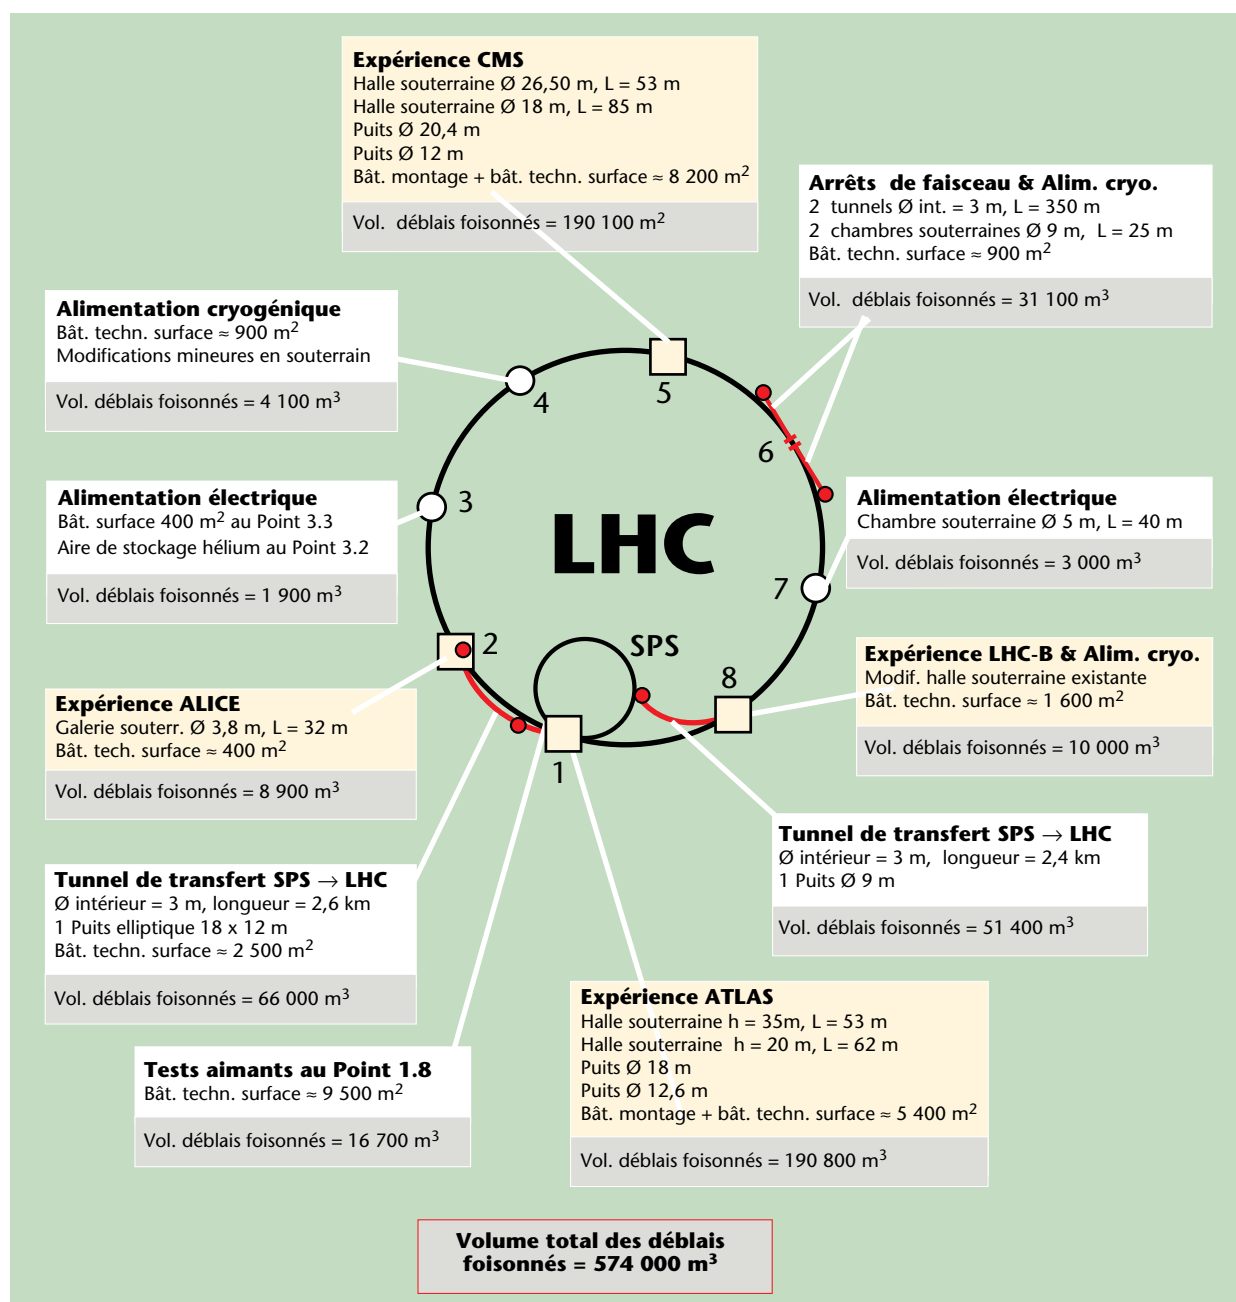 Expérience CMS
Halle souterraine Ø 26,50 m, L = 53 m
Halle souterraine Ø 18 m, L = 85 m
Puits Ø 20,4 m
Puits Ø 12 m
Bât. montage + bât. techn. surface ≈ 8 200 m²
Vol. déblais foisonnés = 190 100 m²
Arrêts de faisceau & Alim. cryo.
2 tunnels Ø int. = 3 m, L = 350 m
2 chambres souterraines Ø 9 m, L = 25 m
Bât. techn. surface ≈ 900 m²
Vol. déblais foisonnés = 31 100 m³
Alimentation cryogénique
Bât. techn. surface ≈ 900 m²
Modifications mineures en souterrain
Vol. déblais foisonnés = 4 100 m³
5
4
6
Alimentation électrique
Bât. surface 400 m² au Point 3.3
Aire de stockage hélium au Point 3.2
Vol. déblais foisonnés = 1 900 m³
3
LHC
Alimentation électrique
Chambre souterraine Ø 5 m, L = 40 m
Vol. déblais foisonnés = 3 000 m³
7
2
SPS
8
1
Expérience LHC-B & Alim. cryo.
Modif. halle souterraine existante
Bât. techn. surface ≈ 1 600 m²
Vol. déblais foisonnés = 10 000 m³
Expérience ALICE
Galerie souterr. Ø 3,8 m, L = 32 m
Bât. tech. surface ≈ 400 m²
Vol. déblais foisonnés = 8 900 m³
Tunnel de transfert SPS → LHC
Ø intérieur = 3 m, longueur = 2,4 km
1 Puits Ø 9 m
Vol. déblais foisonnés = 51 400 m³
Tunnel de transfert SPS → LHC
Ø intérieur = 3 m, longueur = 2,6 km
1 Puits elliptique 18 x 12 m
Bât. techn. surface ≈ 2 500 m²
Vol. déblais foisonnés = 66 000 m³
Expérience ATLAS
Halle souterraine h = 35m, L = 53 m
Halle souterraine h = 20 m, L = 62 m
Puits Ø 18 m
Puits Ø 12,6 m
Bât. montage + bât. techn. surface ≈ 5 400 m²
Vol. déblais foisonnés = 190 800 m³
Tests aimants au Point 1.8
Bât. techn. surface ≈ 9 500 m²
Vol. déblais foisonnés = 16 700 m³
Volume total des déblais
foisonnés = 574 000 m³